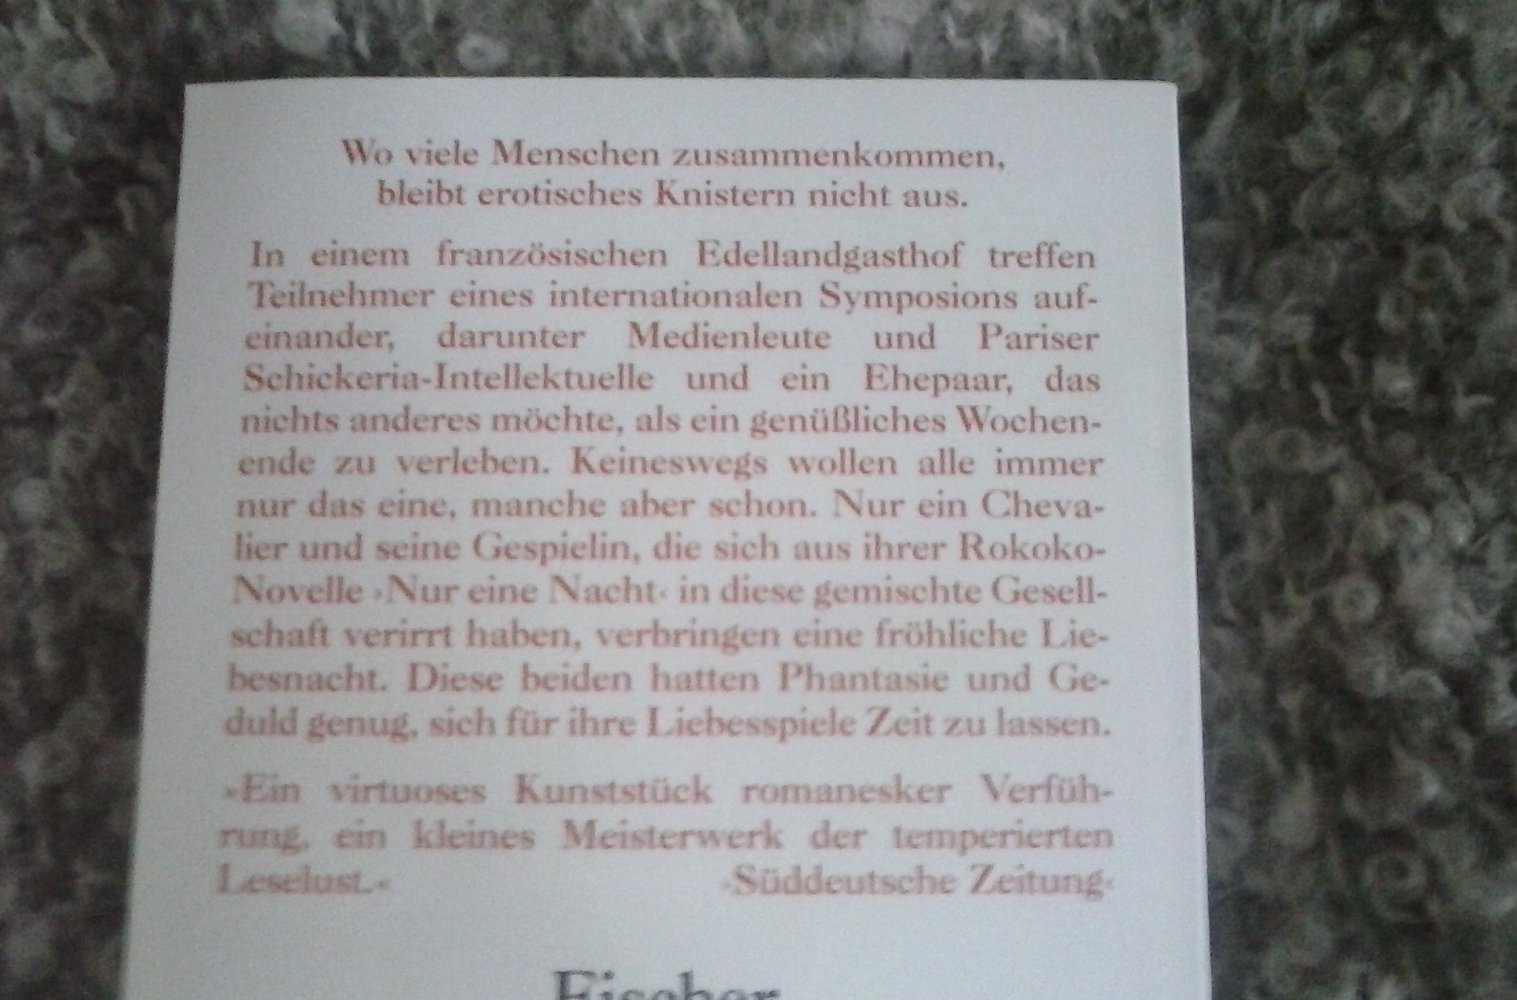 Wo viele Menschen zusammenkommen,
bleibt erotisches Knistern nicht aus.
In einem französischen Edellandgasthof treffen
Teilnehmer eines internationalen Symposions auf-
einander, darunter Medienleute und Pariser
Schickeria-Intellektuelle und ein Ehepaar, das
nichts anderes möchte, als ein genüßliches Wochen-
ende zu verleben. Keineswegs wollen alle immer
nur das eine, manche aber schon. Nur ein Cheva-
lier und seine Gespielin, die sich aus ihrer Rokoko-
Novelle ›Nur eine Nacht‹ in diese gemischte Gesell-
schaft verirrt haben, verbringen eine fröhliche Lie-
besnacht. Diese beiden hatten Phantasie und Ge-
duld genug, sich für ihre Liebesspiele Zeit zu lassen.
»Ein virtuoses Kunststück romanesker Verfüh-
rung, ein kleines Meisterwerk der temperierten
Leselust.« ›Süddeutsche Zeitung‹
Fischer